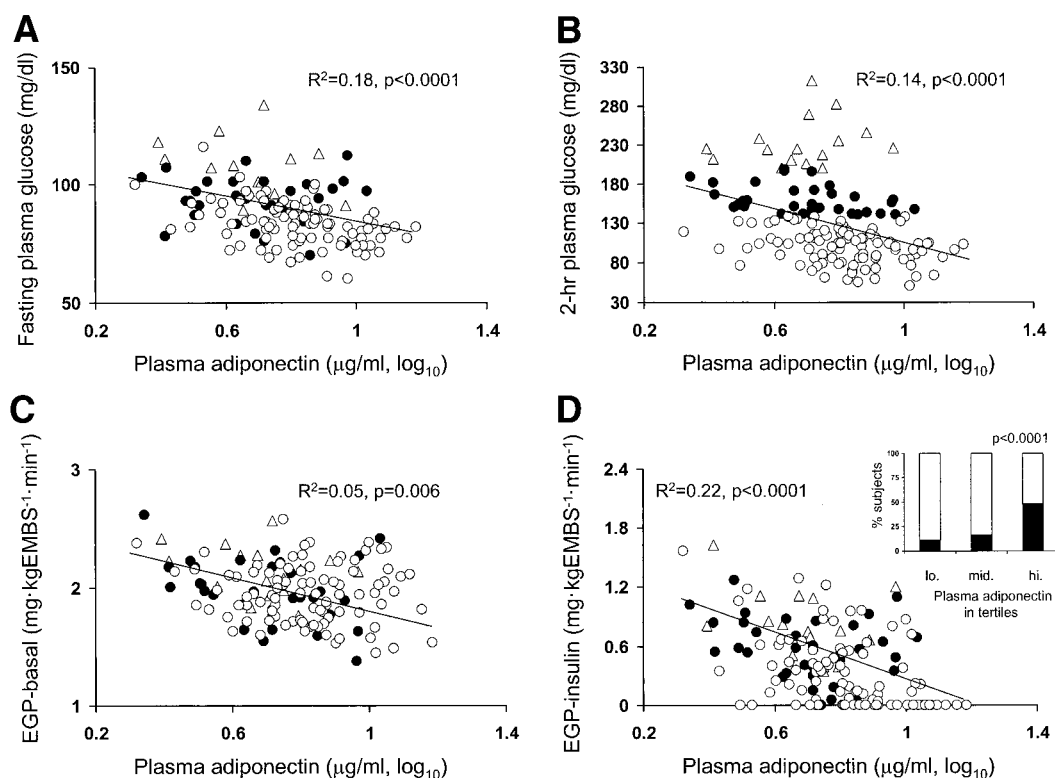 A
Fasting plasma glucose (mg/dl)
150
100
50
R²=0.18, p<0.0001
0.2 0.6 1 1.4
Plasma adiponectin (μg/ml, log₁₀)
B
2-hr plasma glucose (mg/dl)
330
280
230
180
130
80
30
R²=0.14, p<0.0001
0.2 0.6 1 1.4
Plasma adiponectin (μg/ml, log₁₀)
C
EGP-basal (mg·kgEMBS⁻¹·min⁻¹)
3
2
1
R²=0.05, p=0.006
0.2 0.6 1 1.4
Plasma adiponectin (μg/ml, log₁₀)
D
EGP-insulin (mg·kgEMBS⁻¹·min⁻¹)
2.4
1.8
1.2
0.6
0
R²=0.22, p<0.0001
0.2 0.6 1 1.4
Plasma adiponectin (μg/ml, log₁₀)
p<0.0001
% subjects
100
75
50
25
0
lo. mid. hi.
Plasma adiponectin
in tertiles